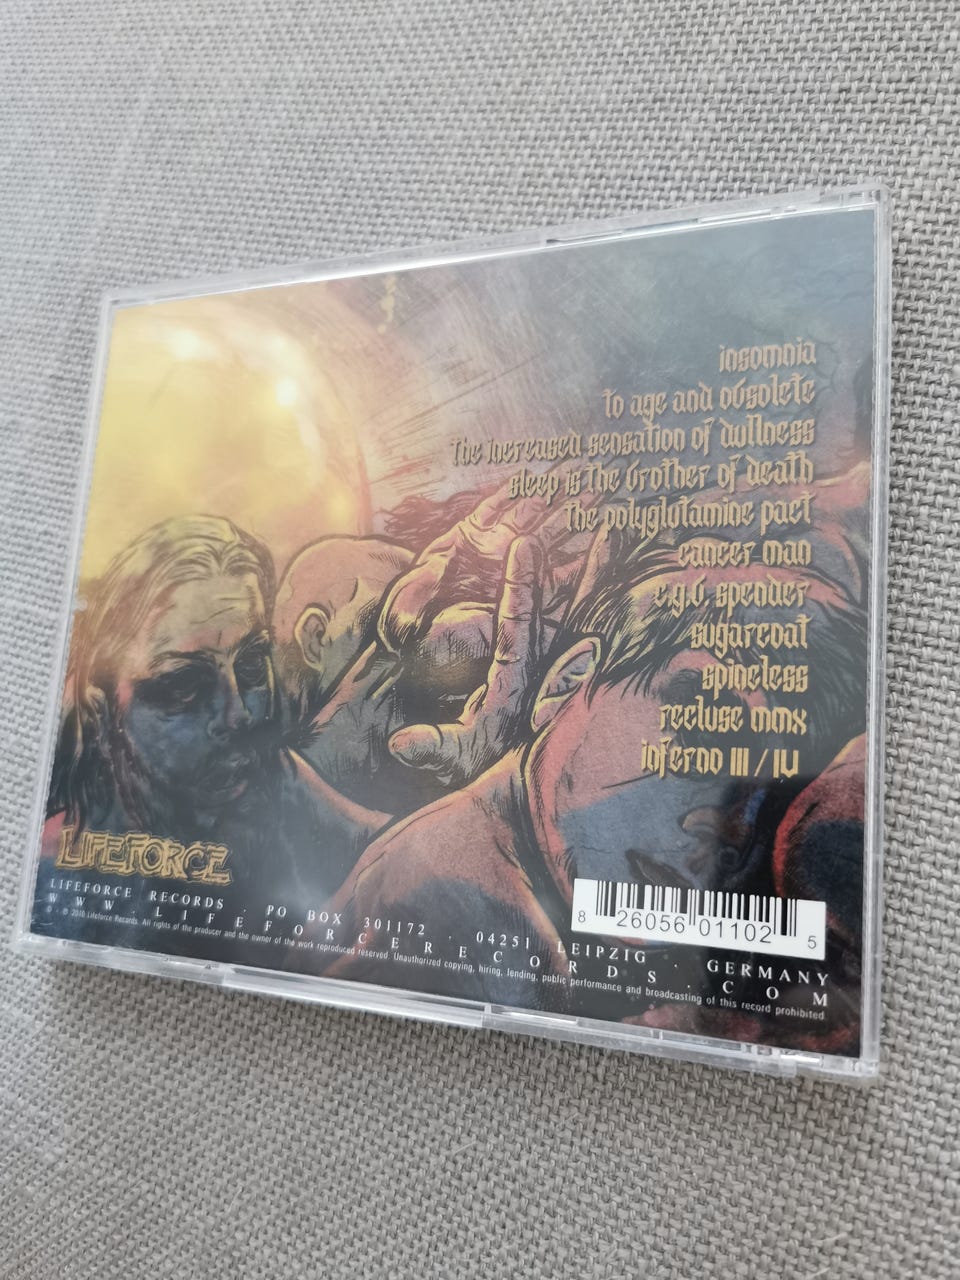 insomnia
to age and obsolete
the increased sensation of dullness
sleep is the brother of death
the polyglutamine pact
cancer man
c.g.b. spender
sugarcoat
spineless
recluse mmx
inferno III / IV
LIFEFORCE
LIFEFORCE RECORDS · PO BOX 301172 · 04251 LEIPZIG · GERMANY
WWW.LIFEFORCERECORDS.COM
© + ℗ 2010 Lifeforce Records. All rights of the producer and the owner of the work reproduced reserved. Unauthorized copying, hiring, lending, public performance and broadcasting of this record prohibited.
8 26056 01102 5